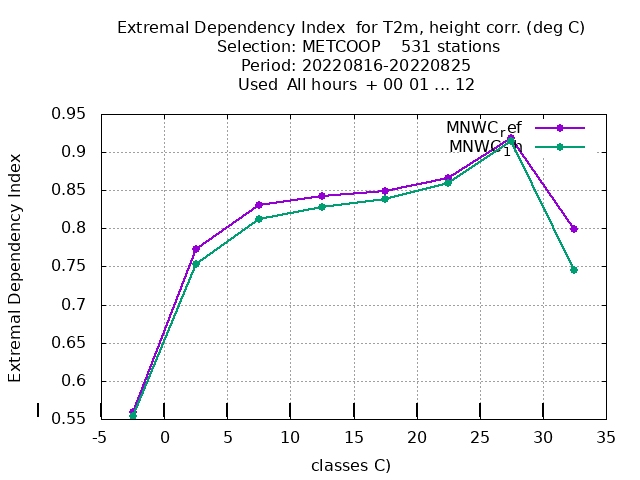 Extremal Dependency Index for T2m, height corr. (deg C)
Selection: METCOOP 531 stations
Period: 20220816-20220825
Used All hours + 00 01 ... 12
Extremal Dependency Index
0.95
0.9
0.85
0.8
0.75
0.7
0.65
0.6
0.55
MNWC_ref
MNWC_1h
-5
0
5
10
15
20
25
30
35
classes C)